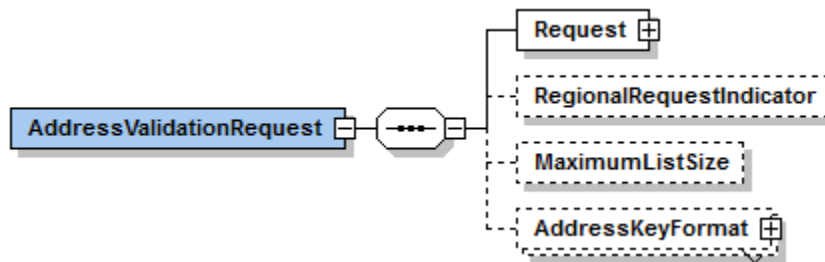 Request
RegionalRequestIndicator
AddressValidationRequest
MaximumListSize
AddressKeyFormat